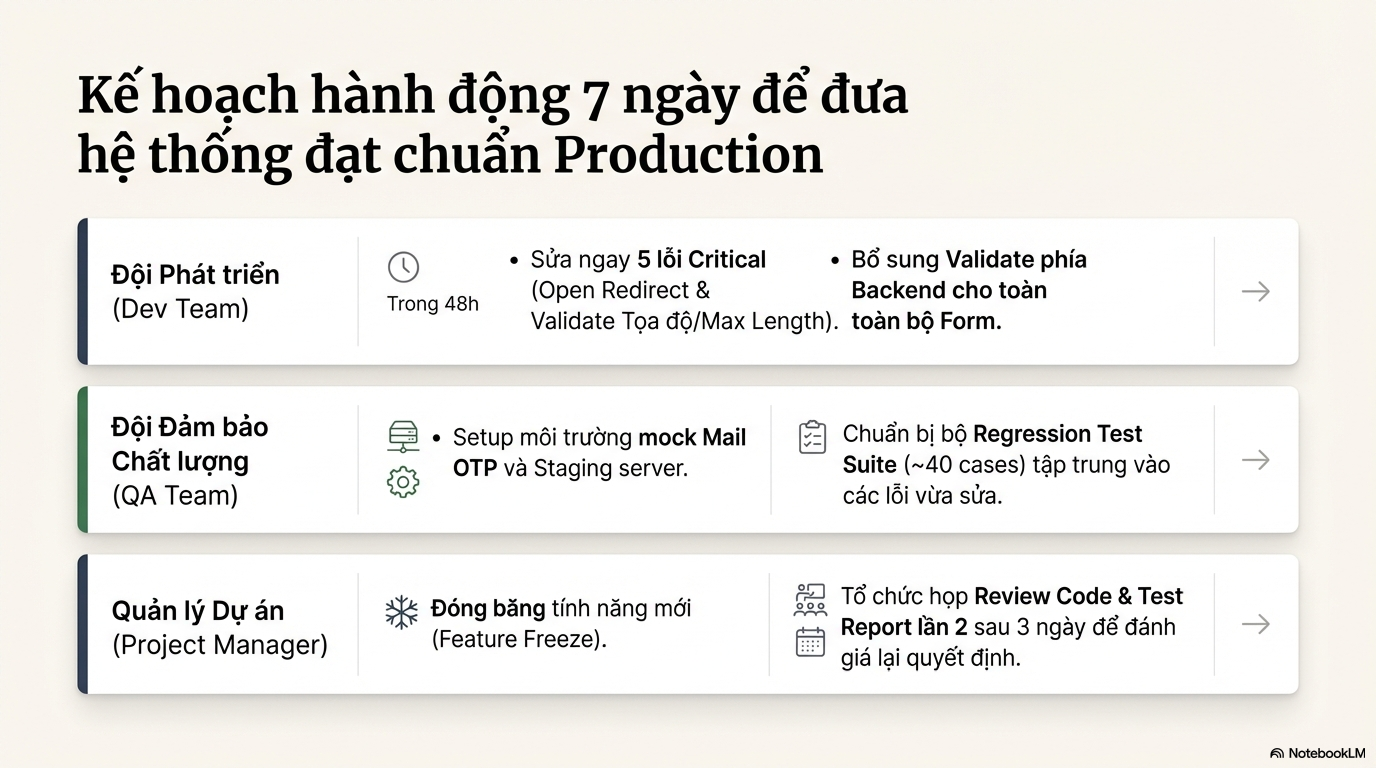 Kế hoạch hành động 7 ngày để đưa
hệ thống đạt chuẩn Production
Đội Phát triển
(Dev Team)
Trong 48h
• Sửa ngay 5 lỗi Critical
(Open Redirect &
Validate Tọa độ/Max Length).
• Bổ sung Validate phía
Backend cho toàn
toàn bộ Form.
Đội Đảm bảo
Chất lượng
(QA Team)
• Setup môi trường mock Mail
OTP và Staging server.
Chuẩn bị bộ Regression Test
Suite (~40 cases) tập trung vào
các lỗi vừa sửa.
Quản lý Dự án
(Project Manager)
Đóng băng tính năng mới
(Feature Freeze).
Tổ chức họp Review Code & Test
Report lần 2 sau 3 ngày để đánh
giá lại quyết định.
NotebookLM